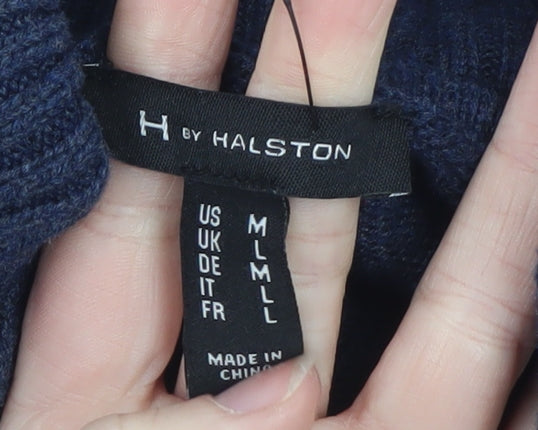 H BY HALSTON
US M
UK L
DE M
IT L
FR L
MADE IN
CHINA